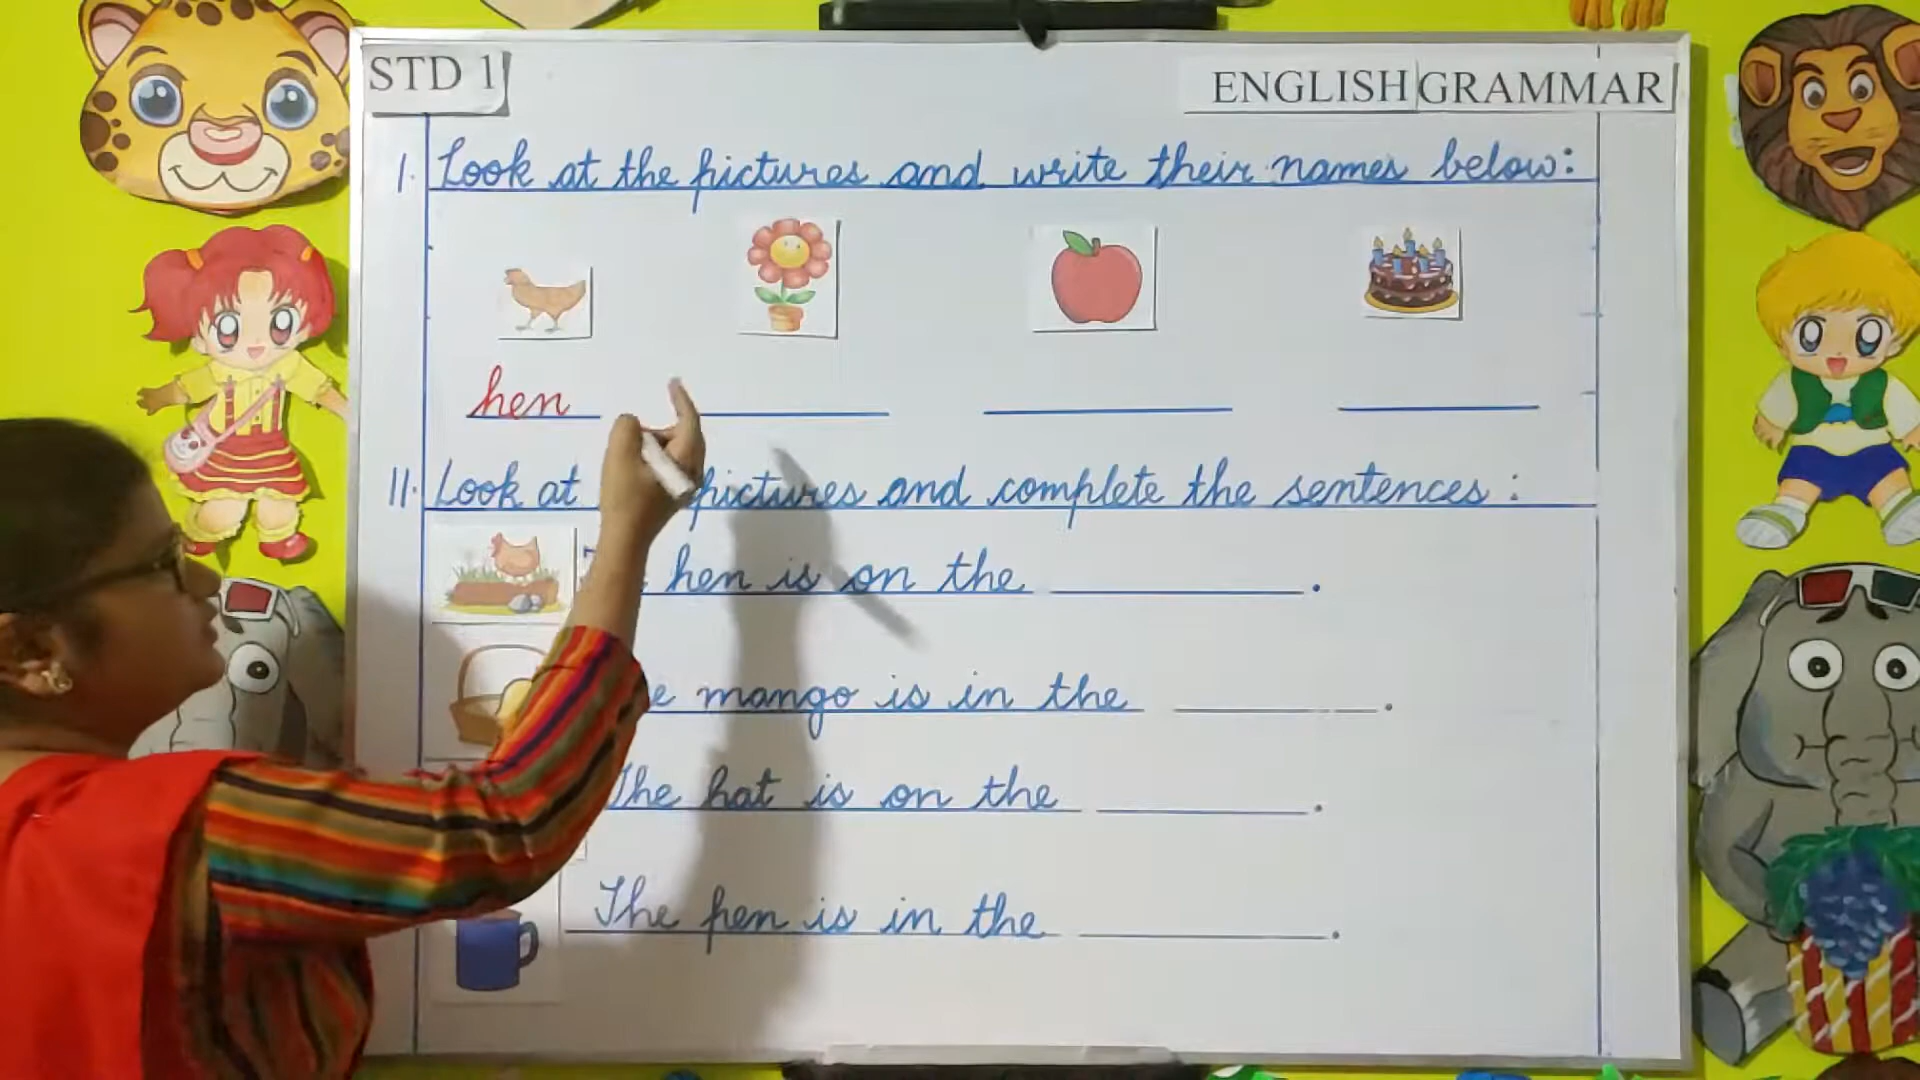 STD 1
ENGLISH GRAMMAR
I. Look at the pictures and write their names below:
hen
II. Look at pictures and complete the sentences :
hen is on the .
mango is in the .
The hat is on the .
The pen is in the .